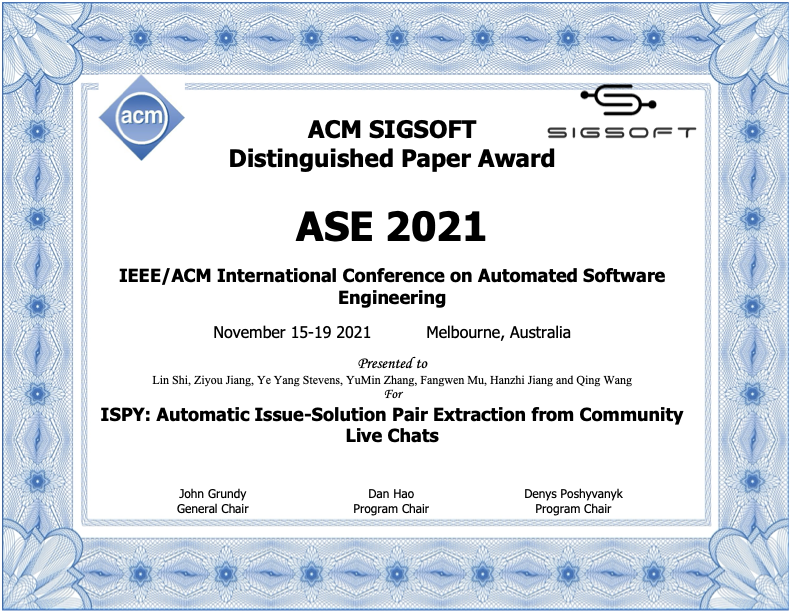 acm
SIGSOFT
ACM SIGSOFT
Distinguished Paper Award
ASE 2021
IEEE/ACM International Conference on Automated Software
Engineering
November 15-19 2021 Melbourne, Australia
Presented to
Lin Shi, Ziyou Jiang, Ye Yang Stevens, YuMin Zhang, Fangwen Mu, Hanzhi Jiang and Qing Wang
For
ISPY: Automatic Issue-Solution Pair Extraction from Community
Live Chats
John Grundy Dan Hao Denys Poshyvanyk
General Chair Program Chair Program Chair